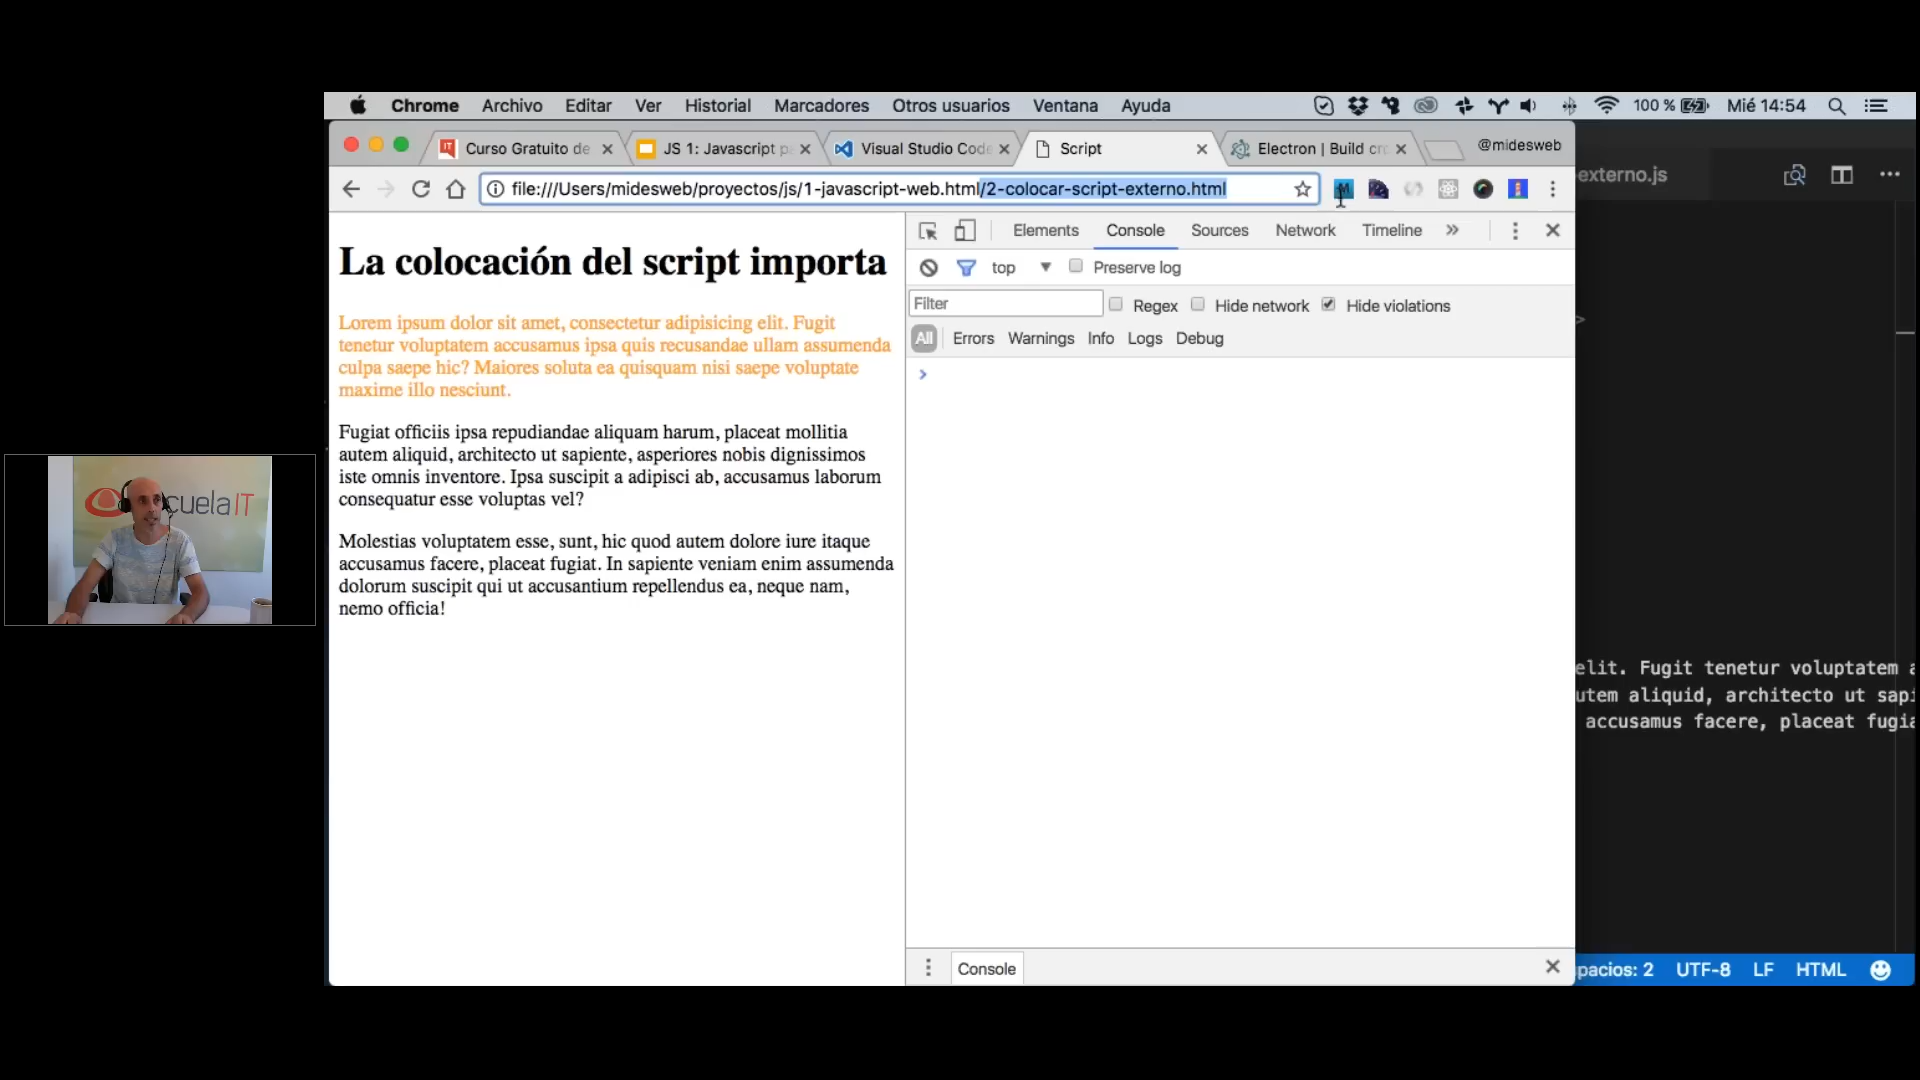 Chrome Archivo Editar Ver Historial Marcadores Otros usuarios Ventana Ayuda 100 % Mié 14:54
Curso Gratuito de
JS 1: Javascript p
Visual Studio Code
Script
Electron | Build cr
@midesweb
file:///Users/midesweb/proyectos/js/1-javascript-web.html/2-colocar-script-externo.html
-externo.js
Elements Console Sources Network Timeline
top Preserve log
Filter Regex Hide network Hide violations
All Errors Warnings Info Logs Debug
La colocación del script importa
Lorem ipsum dolor sit amet, consectetur adipisicing elit. Fugit
tenetur voluptatem accusamus ipsa quis recusandae ullam assumenda
culpa saepe hic? Maiores soluta ea quisquam nisi saepe voluptate
maxime illo nesciunt.
Fugiat officiis ipsa repudiandae aliquam harum, placeat mollitia
autem aliquid, architecto ut sapiente, asperiores nobis dignissimos
iste omnis inventore. Ipsa suscipit a adipisci ab, accusamus laborum
consequatur esse voluptas vel?
Molestias voluptatem esse, sunt, hic quod autem dolore iure itaque
accusamus facere, placeat fugiat. In sapiente veniam enim assumenda
dolorum suscipit qui ut accusantium repellendus ea, neque nam,
nemo officia!
cuelaIT
>
elit. Fugit tenetur voluptatem a
utem aliquid, architecto ut sapi
accusamus facere, placeat fugia
Console
pacios: 2 UTF-8 LF HTML